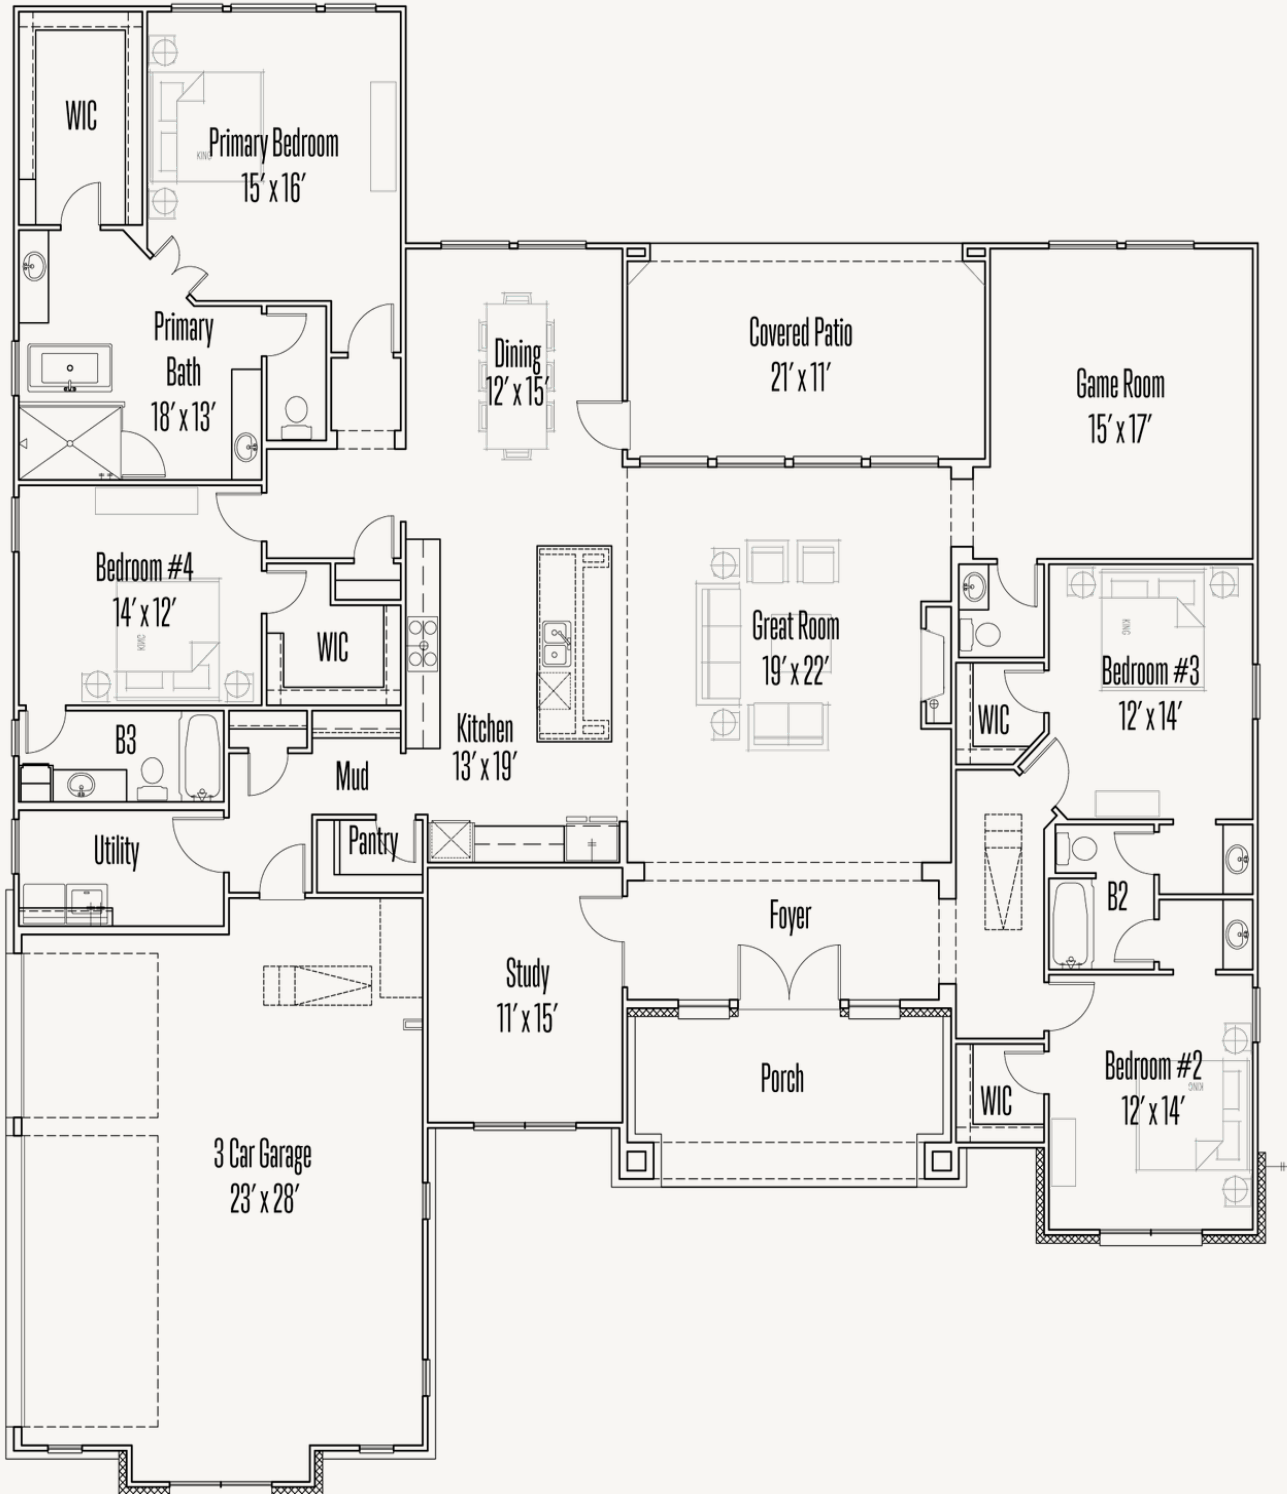 WIC
Primary Bedroom
15' x 16'
KING
Primary
Bath
18' x 13'
Dining
12' x 15'
Covered Patio
21' x 11'
Game Room
15' x 17'
Bedroom #4
14' x 12'
WIC
Great Room
19' x 22'
KING
Bedroom #3
12' x 14'
WIC
B3
Kitchen
13' x 19'
Mud
Utility
Pantry
Foyer
B2
Study
11' x 15'
Porch
Bedroom #2
12' x 14'
KING
WIC
3 Car Garage
23' x 28'